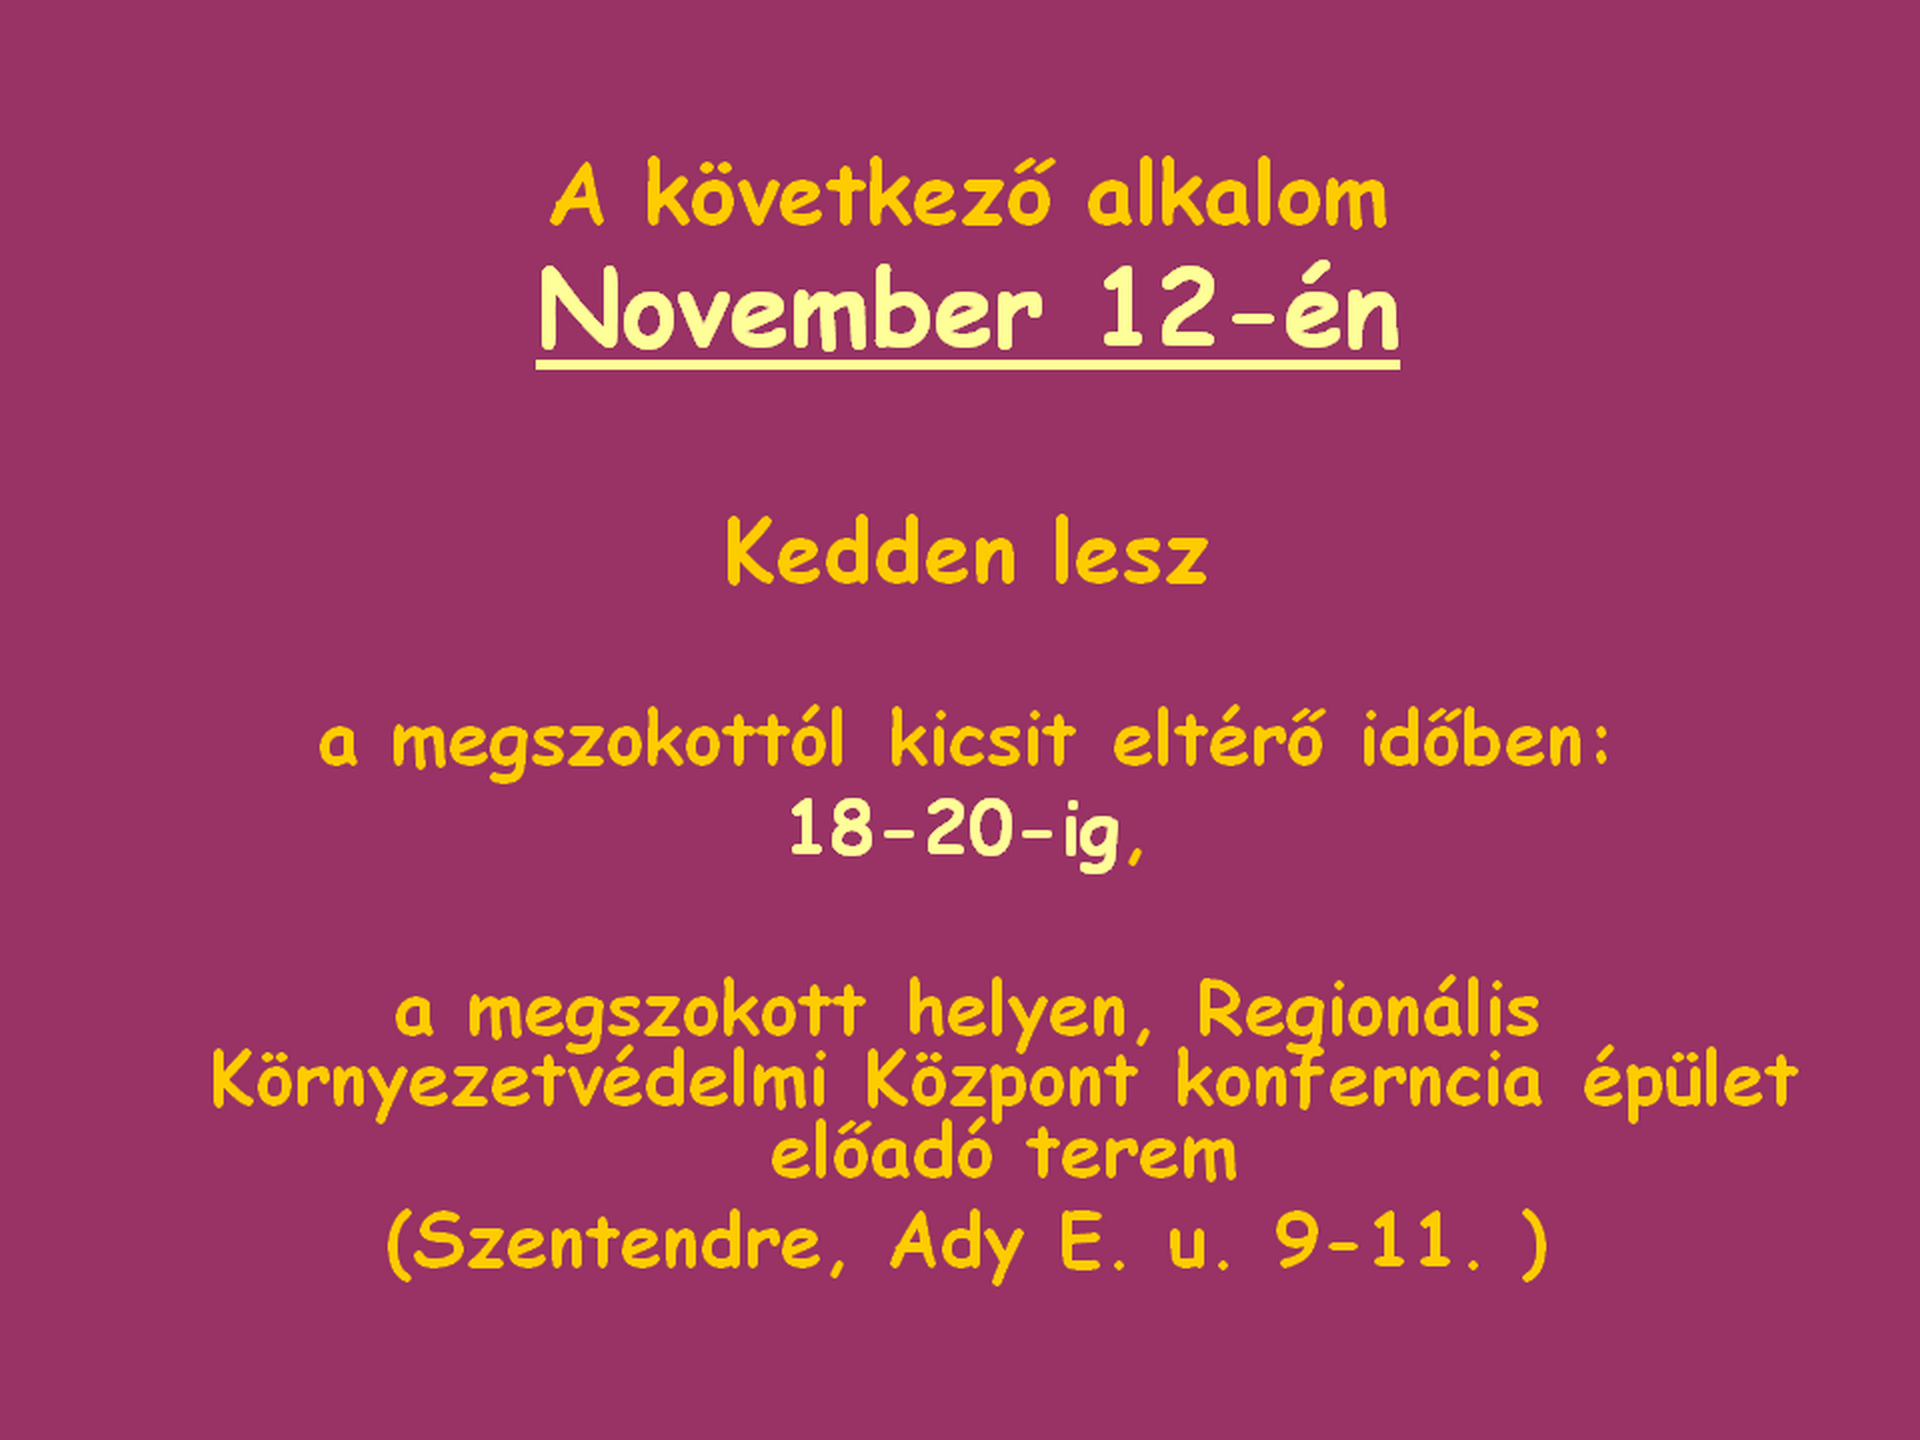 A következő alkalom
November 12-én
Kedden lesz
a megszokottól kicsit eltérő időben:
18-20-ig,
a megszokott helyen, Regionális
Környezetvédelmi Központ konferncia épület
előadó terem
(Szentendre, Ady E. u. 9-11. )